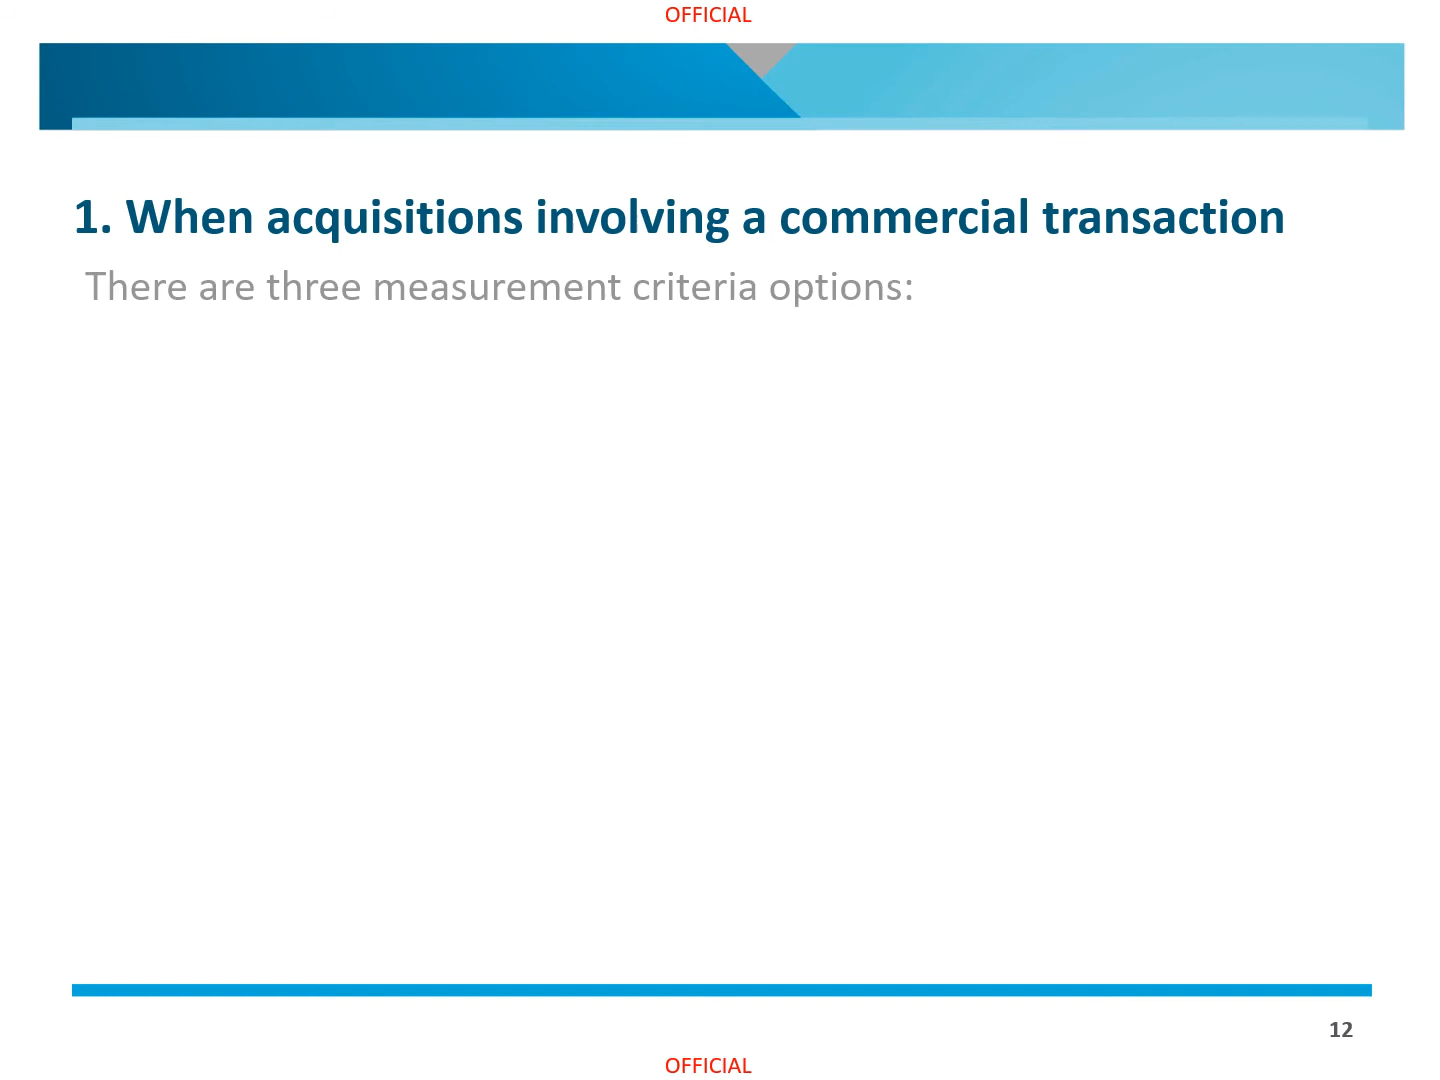 OFFICIAL
1. When acquisitions involving a commercial transaction
There are three measurement criteria options:
12
OFFICIAL